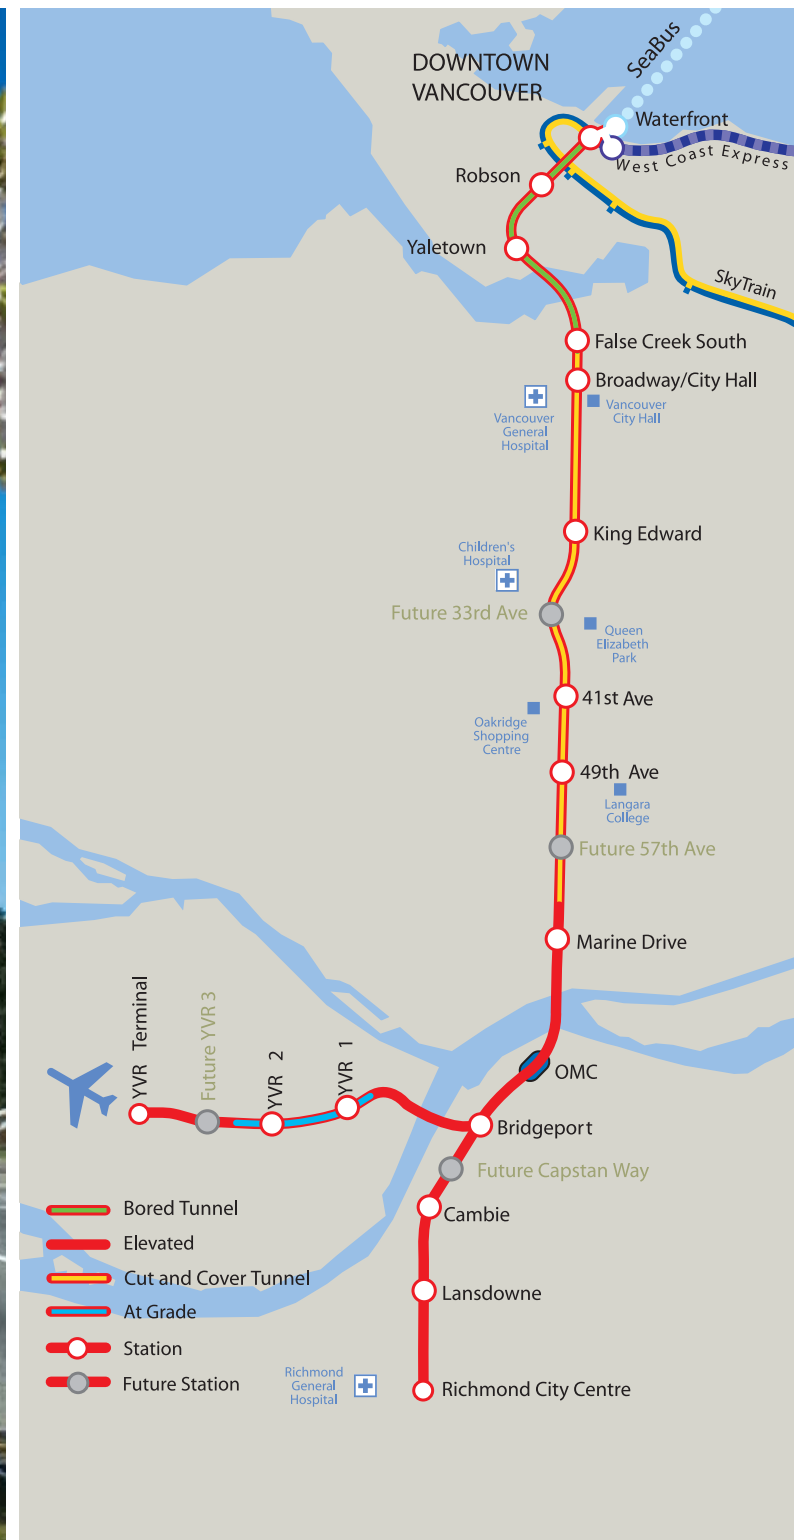 DOWNTOWN
VANCOUVER
SeaBus
Waterfront
West Coast Express
Robson
Yaletown
SkyTrain
False Creek South
Broadway/City Hall
Vancouver
General
Hospital
Vancouver
City Hall
King Edward
Children's
Hospital
Future 33rd Ave
Queen
Elizabeth
Park
41st Ave
Oakridge
Shopping
Centre
49th Ave
Langara
College
Future 57th Ave
Marine Drive
YVR Terminal
Future YVR 3
YVR 2
YVR 1
OMC
Bridgeport
Future Capstan Way
Cambie
Lansdowne
Richmond City Centre
Richmond
General
Hospital
Bored Tunnel
Elevated
Cut and Cover Tunnel
At Grade
Station
Future Station